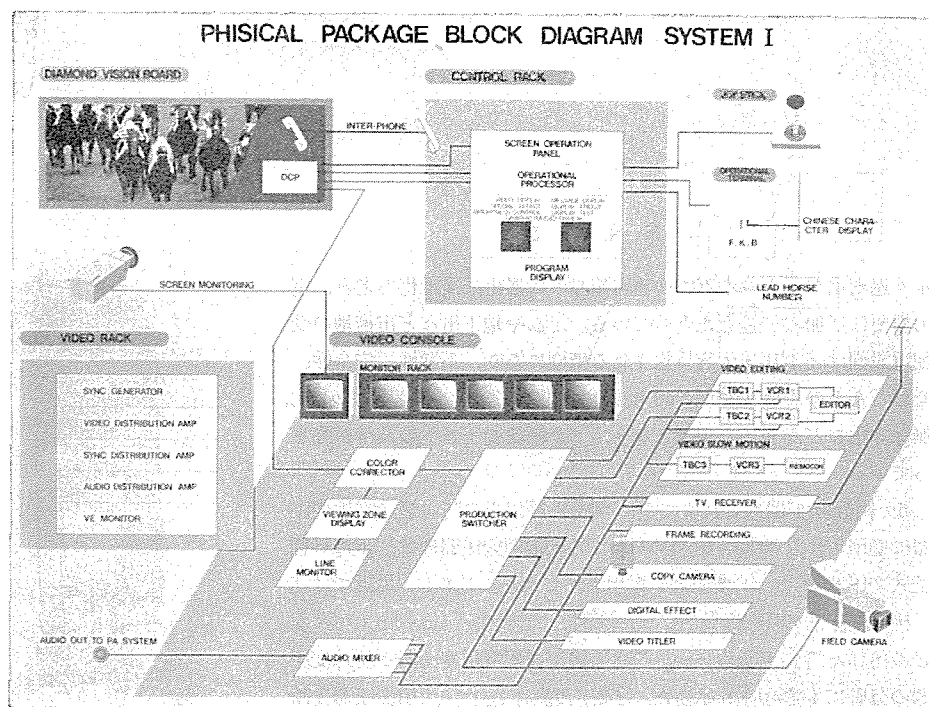 PHISICAL PACKAGE BLOCK DIAGRAM SYSTEM I
DIAMOND VISION BOARD
CONTROL RACK
JOY STICK
INTER-PHONE
DCP
SCREEN OPERATION
PANEL
OPERATIONAL
PROCESSOR
PROGRAM
DISPLAY
OPERATIONAL
TERMINAL
F. K. B
CHINESE CHARA-
CTER DISPLAY
LEAD HORSE
NUMBER
SCREEN MONITORING
VIDEO RACK
SYNC GENERATOR
VIDEO DISTRIBUTION AMP
SYNC DISTRIBUTION AMP
AUDIO DISTRIBUTION AMP
VE MONITOR
VIDEO CONSOLE
MONITOR RACK
VIDEO EDITING
TBC1 VCR1
EDITOR
TBC2 VCR2
VIDEO SLOW MOTION
TBC3 VCR3 REMOCON
COLOR
CORRECTOR
VIEWING ZONE
DISPLAY
LINE
MONITOR
PRODUCTION
SWITCHER
TV RECEIVER
FRAME RECORDING
COPY CAMERA
DIGITAL EFFECT
VIDEO TITLER
FIELD CAMERA
AUDIO OUT TO PA SYSTEM
AUDIO MIXER